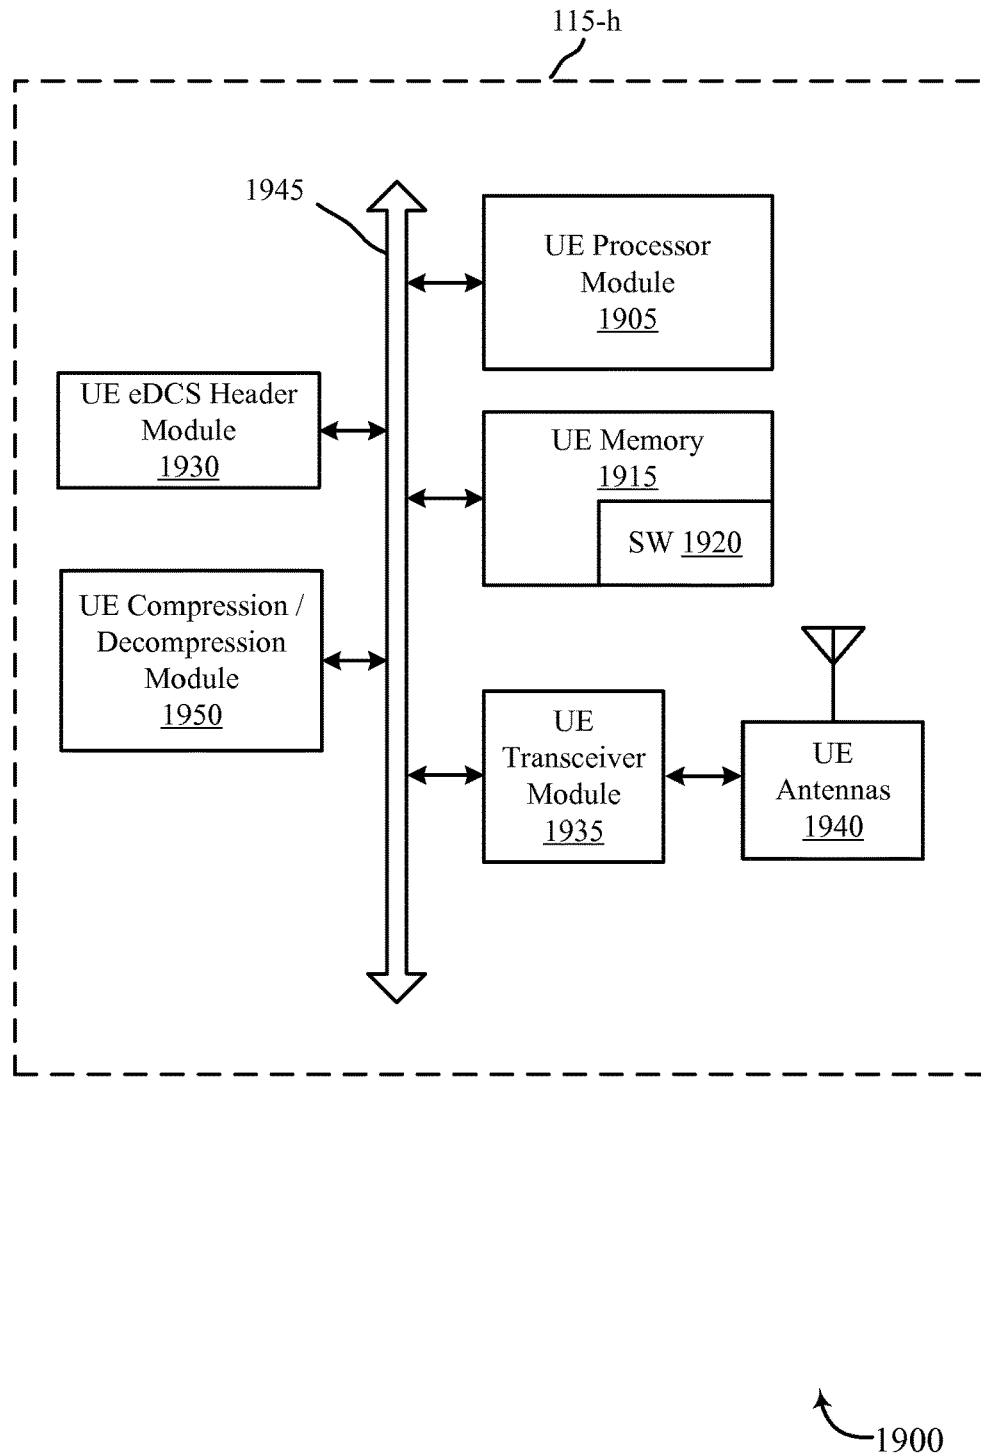 115-h
1945
UE Processor
Module
1905
UE eDCS Header
Module
1930
UE Memory
1915
SW 1920
UE Compression /
Decompression
Module
1950
UE
Transceiver
Module
1935
UE
Antennas
1940
1900